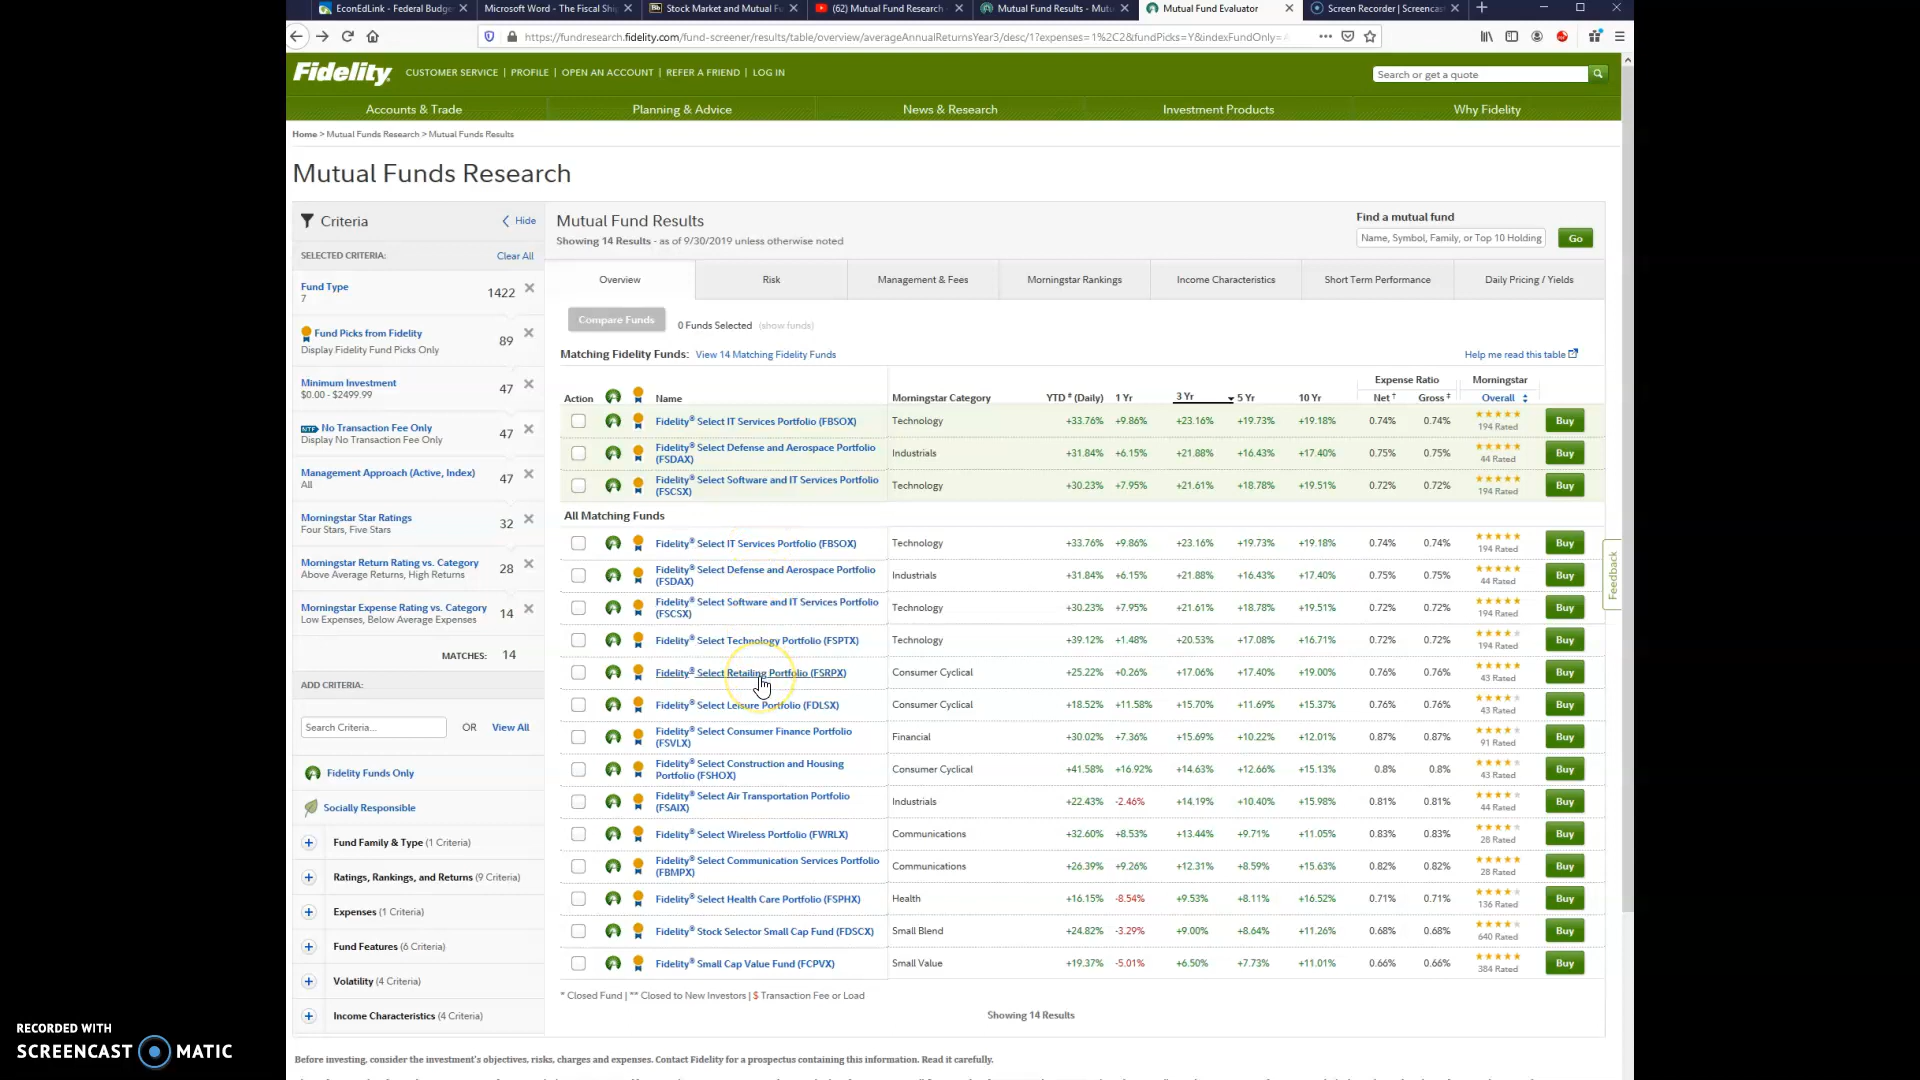 EconEdLink - Federal Budge
Microsoft Word - The Fiscal Shi
Stock Market and Mutual F
(62) Mutual Fund Research
Mutual Fund Results - Mutu
Mutual Fund Evaluator
Screen Recorder | Screencas
https://fundresearch.fidelity.com/fund-screener/results/table/overview/averageAnnualReturnsYear3/desc/1?expenses=1%2C2&fundPicks=Y&indexFundOnly=
Fidelity
CUSTOMER SERVICE | PROFILE | OPEN AN ACCOUNT | REFER A FRIEND | LOG IN
Search or get a quote
Accounts & Trade
Planning & Advice
News & Research
Investment Products
Why Fidelity
Home > Mutual Funds Research > Mutual Funds Results
Mutual Funds Research
Criteria
Hide
SELECTED CRITERIA:
Clear All
Fund Type 1422
7
Fund Picks from Fidelity 89
Display Fidelity Fund Picks Only
Minimum Investment 47
$0.00 - $2499.99
NTF No Transaction Fee Only 47
Display No Transaction Fee Only
Management Approach (Active, Index) 47
All
Morningstar Star Ratings 32
Four Stars, Five Stars
Morningstar Return Rating vs. Category 28
Above Average Returns, High Returns
Morningstar Expense Rating vs. Category 14
Low Expenses, Below Average Expenses
MATCHES: 14
ADD CRITERIA:
Search Criteria... OR View All
Fidelity Funds Only
Socially Responsible
Fund Family & Type (1 Criteria)
Ratings, Rankings, and Returns (9 Criteria)
Expenses (1 Criteria)
Fund Features (6 Criteria)
Volatility (4 Criteria)
Income Characteristics (4 Criteria)
Mutual Fund Results
Showing 14 Results - as of 9/30/2019 unless otherwise noted
Find a mutual fund
Name, Symbol, Family, or Top 10 Holding Go
Overview
Risk
Management & Fees
Morningstar Rankings
Income Characteristics
Short Term Performance
Daily Pricing / Yields
Compare Funds 0 Funds Selected (show funds)
Matching Fidelity Funds: View 14 Matching Fidelity Funds
Help me read this table
Expense Ratio Morningstar
Action Name Morningstar Category YTD ‡ (Daily) 1 Yr 3 Yr 5 Yr 10 Yr Net † Gross ‡ Overall
Fidelity® Select IT Services Portfolio (FBSOX) Technology +33.76% +9.86% +23.16% +19.73% +19.18% 0.74% 0.74% Buy
194 Rated
Fidelity® Select Defense and Aerospace Portfolio
(FSDAX) Industrials +31.84% +6.15% +21.88% +16.43% +17.40% 0.75% 0.75% 44 Rated Buy
Fidelity® Select Software and IT Services Portfolio
(FSCSX) Technology +30.23% +7.95% +21.61% +18.78% +19.51% 0.72% 0.72% 194 Rated Buy
All Matching Funds
Fidelity® Select IT Services Portfolio (FBSOX) Technology +33.76% +9.86% +23.16% +19.73% +19.18% 0.74% 0.74% Buy
194 Rated
Fidelity® Select Defense and Aerospace Portfolio
(FSDAX) Industrials +31.84% +6.15% +21.88% +16.43% +17.40% 0.75% 0.75% 44 Rated Buy
Fidelity® Select Software and IT Services Portfolio
(FSCSX) Technology +30.23% +7.95% +21.61% +18.78% +19.51% 0.72% 0.72% 194 Rated Buy
Fidelity® Select Technology Portfolio (FSPTX) Technology +39.12% +1.48% +20.53% +17.08% +16.71% 0.72% 0.72% Buy
194 Rated
Fidelity® Select Retailing Portfolio (FSRPX) Consumer Cyclical +25.22% +0.26% +17.06% +17.40% +19.00% 0.76% 0.76% Buy
43 Rated
Fidelity® Select Leisure Portfolio (FDLSX) Consumer Cyclical +18.52% +11.58% +15.70% +11.69% +15.37% 0.76% 0.76% Buy
43 Rated
Fidelity® Select Consumer Finance Portfolio
(FSVLX) Financial +30.02% +7.36% +15.69% +10.22% +12.01% 0.87% 0.87% 91 Rated Buy
Fidelity® Select Construction and Housing
Portfolio (FSHOX) Consumer Cyclical +41.58% +16.92% +14.63% +12.66% +15.13% 0.8% 0.8% 43 Rated Buy
Fidelity® Select Air Transportation Portfolio
(FSAIX) Industrials +22.43% -2.46% +14.19% +10.40% +15.98% 0.81% 0.81% 44 Rated Buy
Fidelity® Select Wireless Portfolio (FWRLX) Communications +32.60% +8.53% +13.44% +9.71% +11.05% 0.83% 0.83% Buy
28 Rated
Fidelity® Select Communication Services Portfolio
(FBMPX) Communications +26.39% +9.26% +12.31% +8.59% +15.63% 0.82% 0.82% 28 Rated Buy
Fidelity® Select Health Care Portfolio (FSPHX) Health +16.15% -8.54% +9.53% +8.11% +16.52% 0.71% 0.71% Buy
136 Rated
Fidelity® Stock Selector Small Cap Fund (FDSCX) Small Blend +24.82% -3.29% +9.00% +8.64% +11.26% 0.68% 0.68% Buy
640 Rated
Fidelity® Small Cap Value Fund (FCPVX) Small Value +19.37% -5.01% +6.50% +7.73% +11.01% 0.66% 0.66% Buy
384 Rated
* Closed Fund | ** Closed to New Investors | $ Transaction Fee or Load
Showing 14 Results
Feedback
Before investing, consider the investment's objectives, risks, charges and expenses. Contact Fidelity for a prospectus containing this information. Read it carefully.
RECORDED WITH
SCREENCAST MATIC